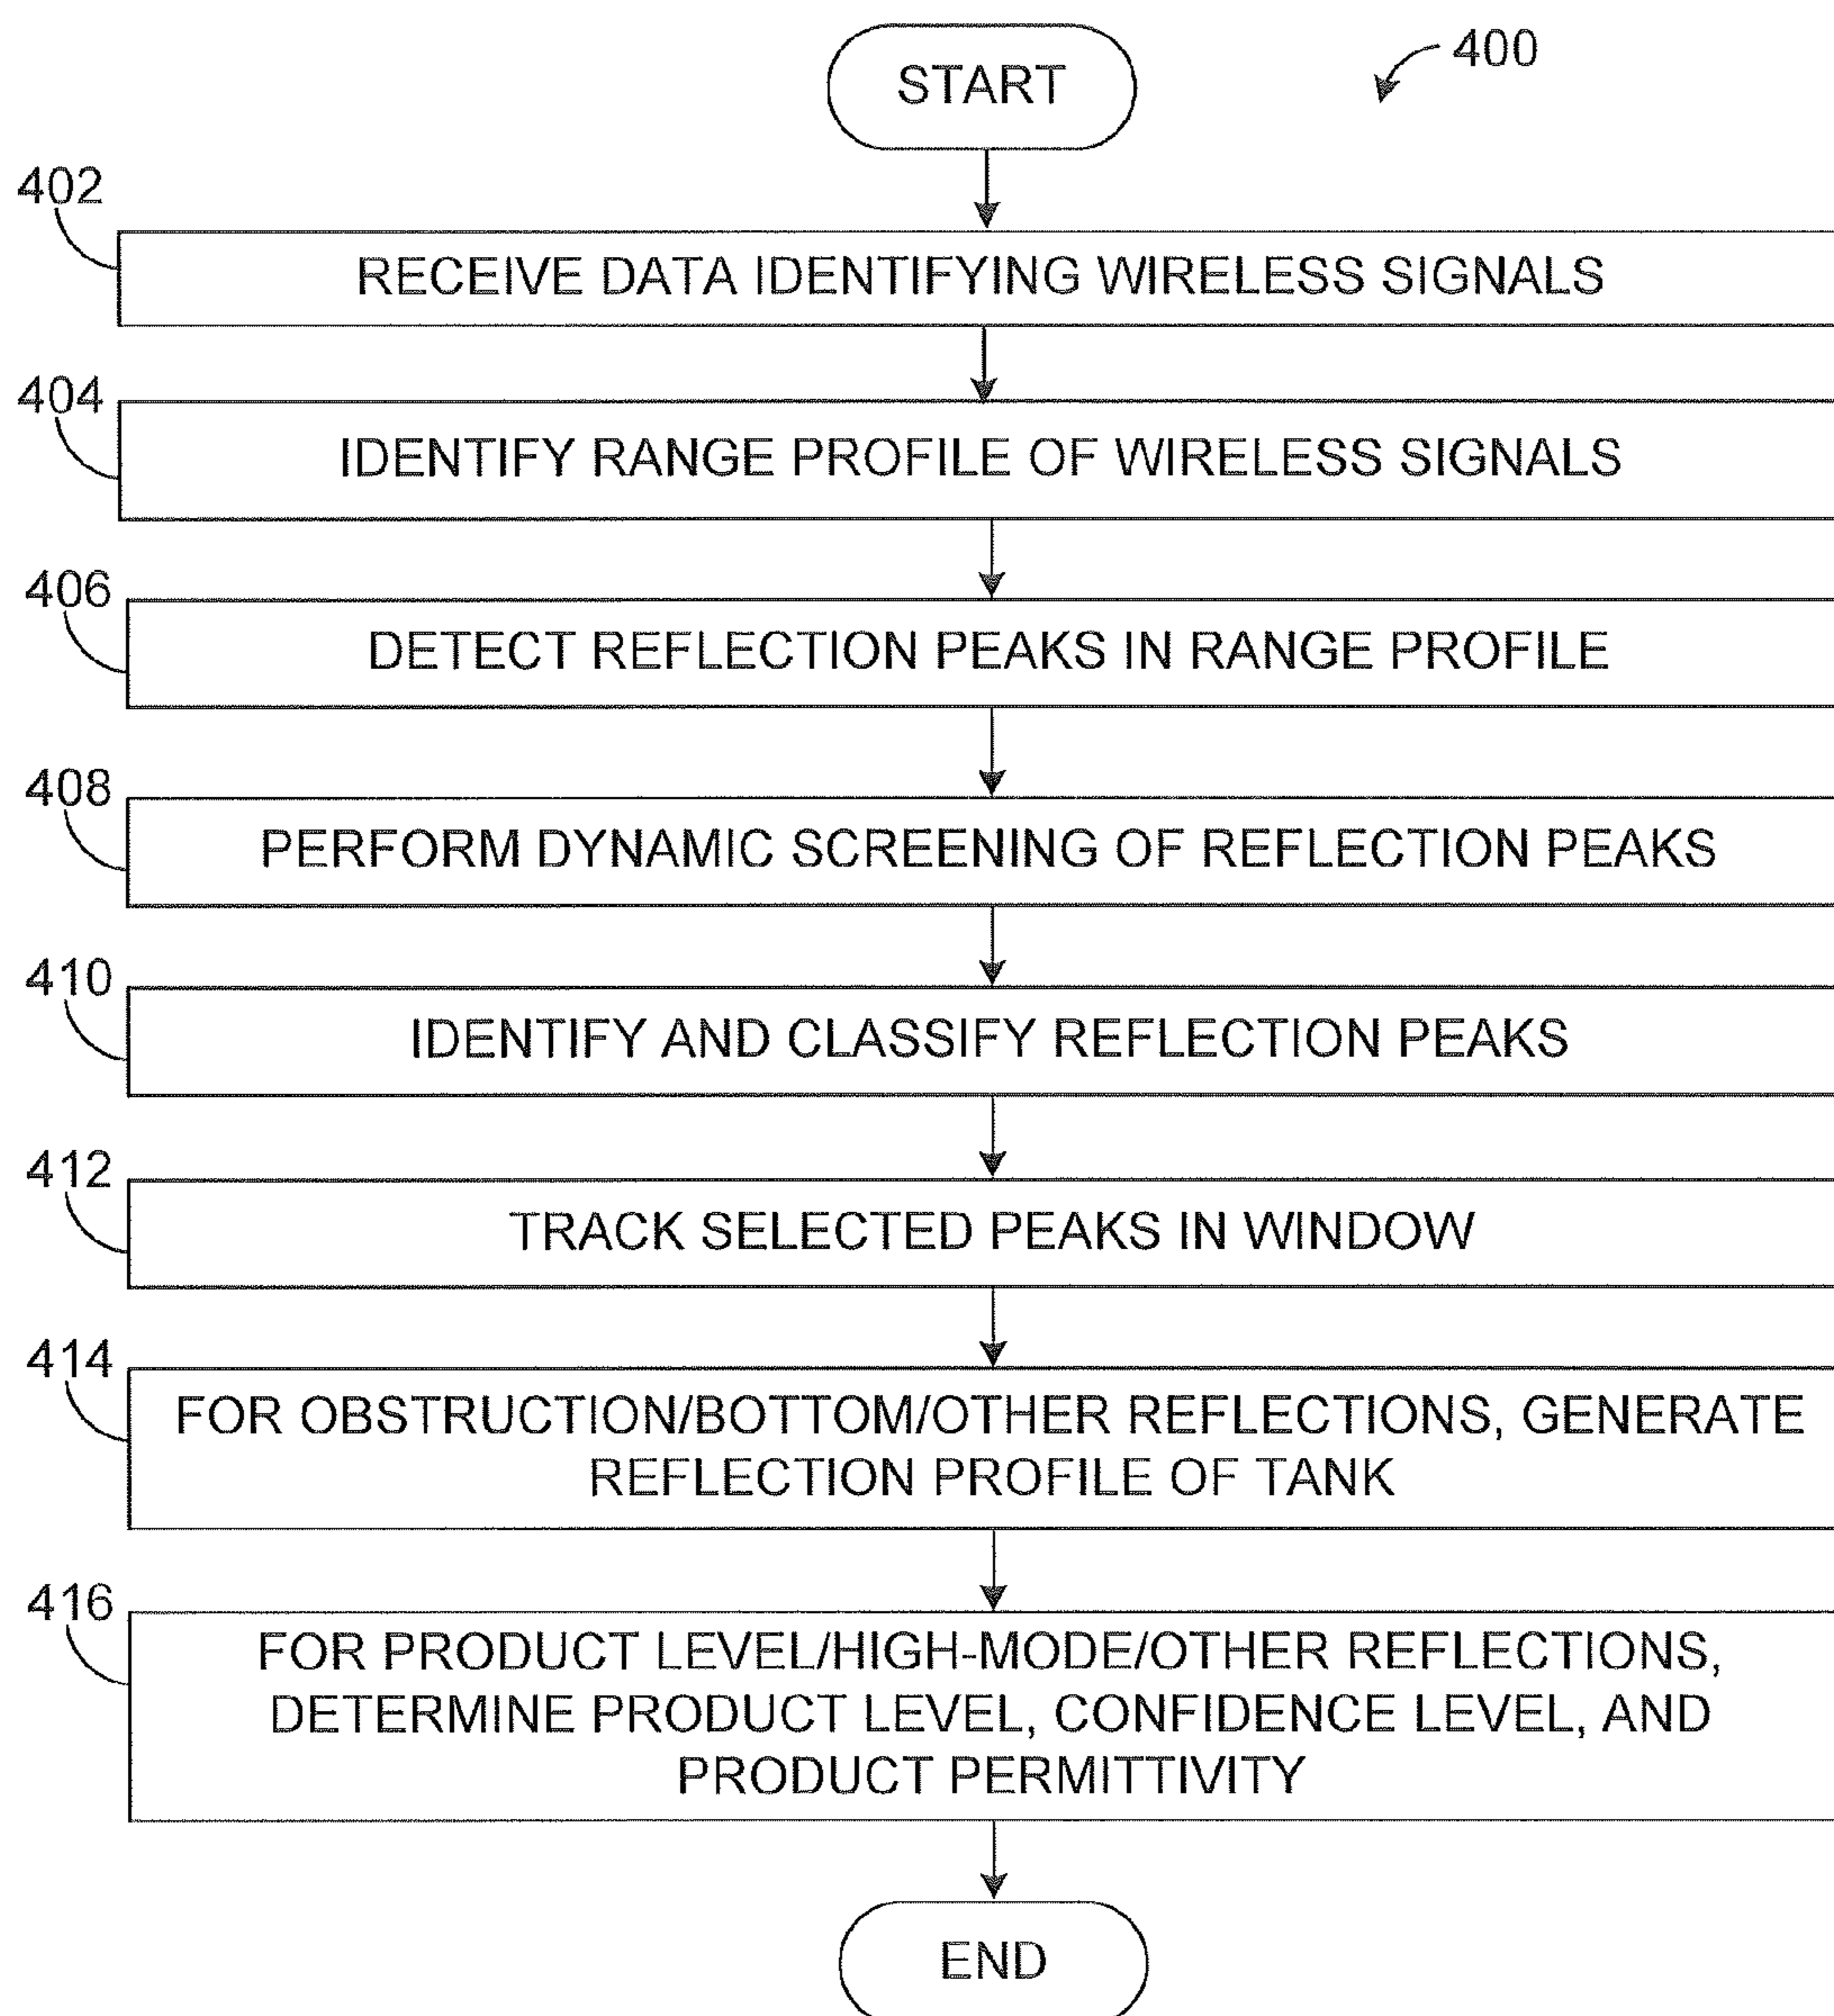 START
400
402
RECEIVE DATA IDENTIFYING WIRELESS SIGNALS
404
IDENTIFY RANGE PROFILE OF WIRELESS SIGNALS
406
DETECT REFLECTION PEAKS IN RANGE PROFILE
408
PERFORM DYNAMIC SCREENING OF REFLECTION PEAKS
410
IDENTIFY AND CLASSIFY REFLECTION PEAKS
412
TRACK SELECTED PEAKS IN WINDOW
414
FOR OBSTRUCTION/BOTTOM/OTHER REFLECTIONS, GENERATE
REFLECTION PROFILE OF TANK
416
FOR PRODUCT LEVEL/HIGH-MODE/OTHER REFLECTIONS,
DETERMINE PRODUCT LEVEL, CONFIDENCE LEVEL, AND
PRODUCT PERMITTIVITY
END